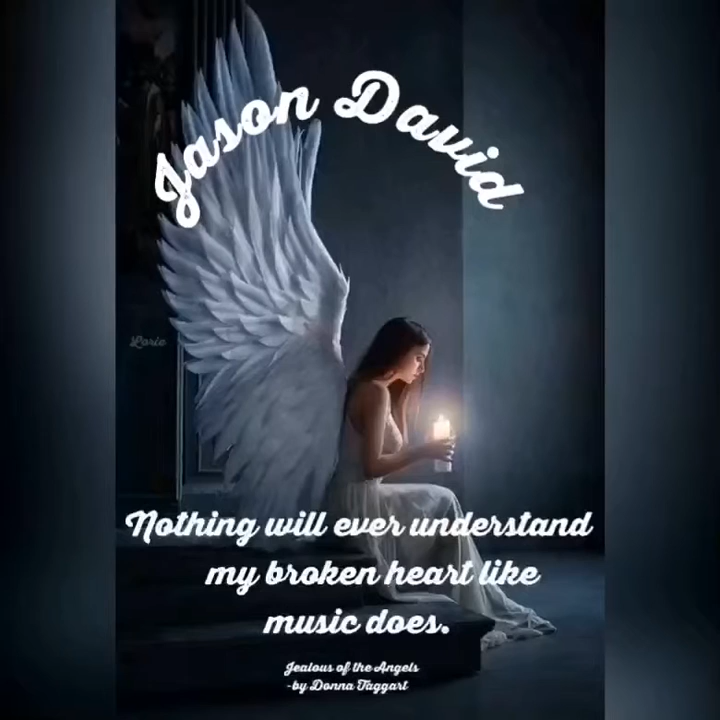 Jason David
Lorie
Nothing will ever understand
my broken heart like
music does.
Jealous of the Angels
-by Donna Taggart